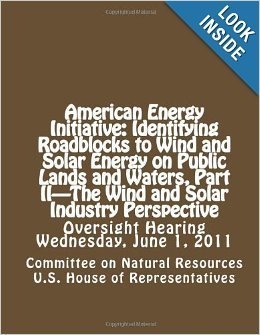 LOOK
INSIDE!
American Energy
Initiative: Identifying
Roadblocks to Wind and
Solar Energy on Public
Lands and Waters, Part
II—The Wind and Solar
Industry Perspective
Oversight Hearing
Wednesday, June 1, 2011
Committee on Natural Resources
U.S. House of Representatives